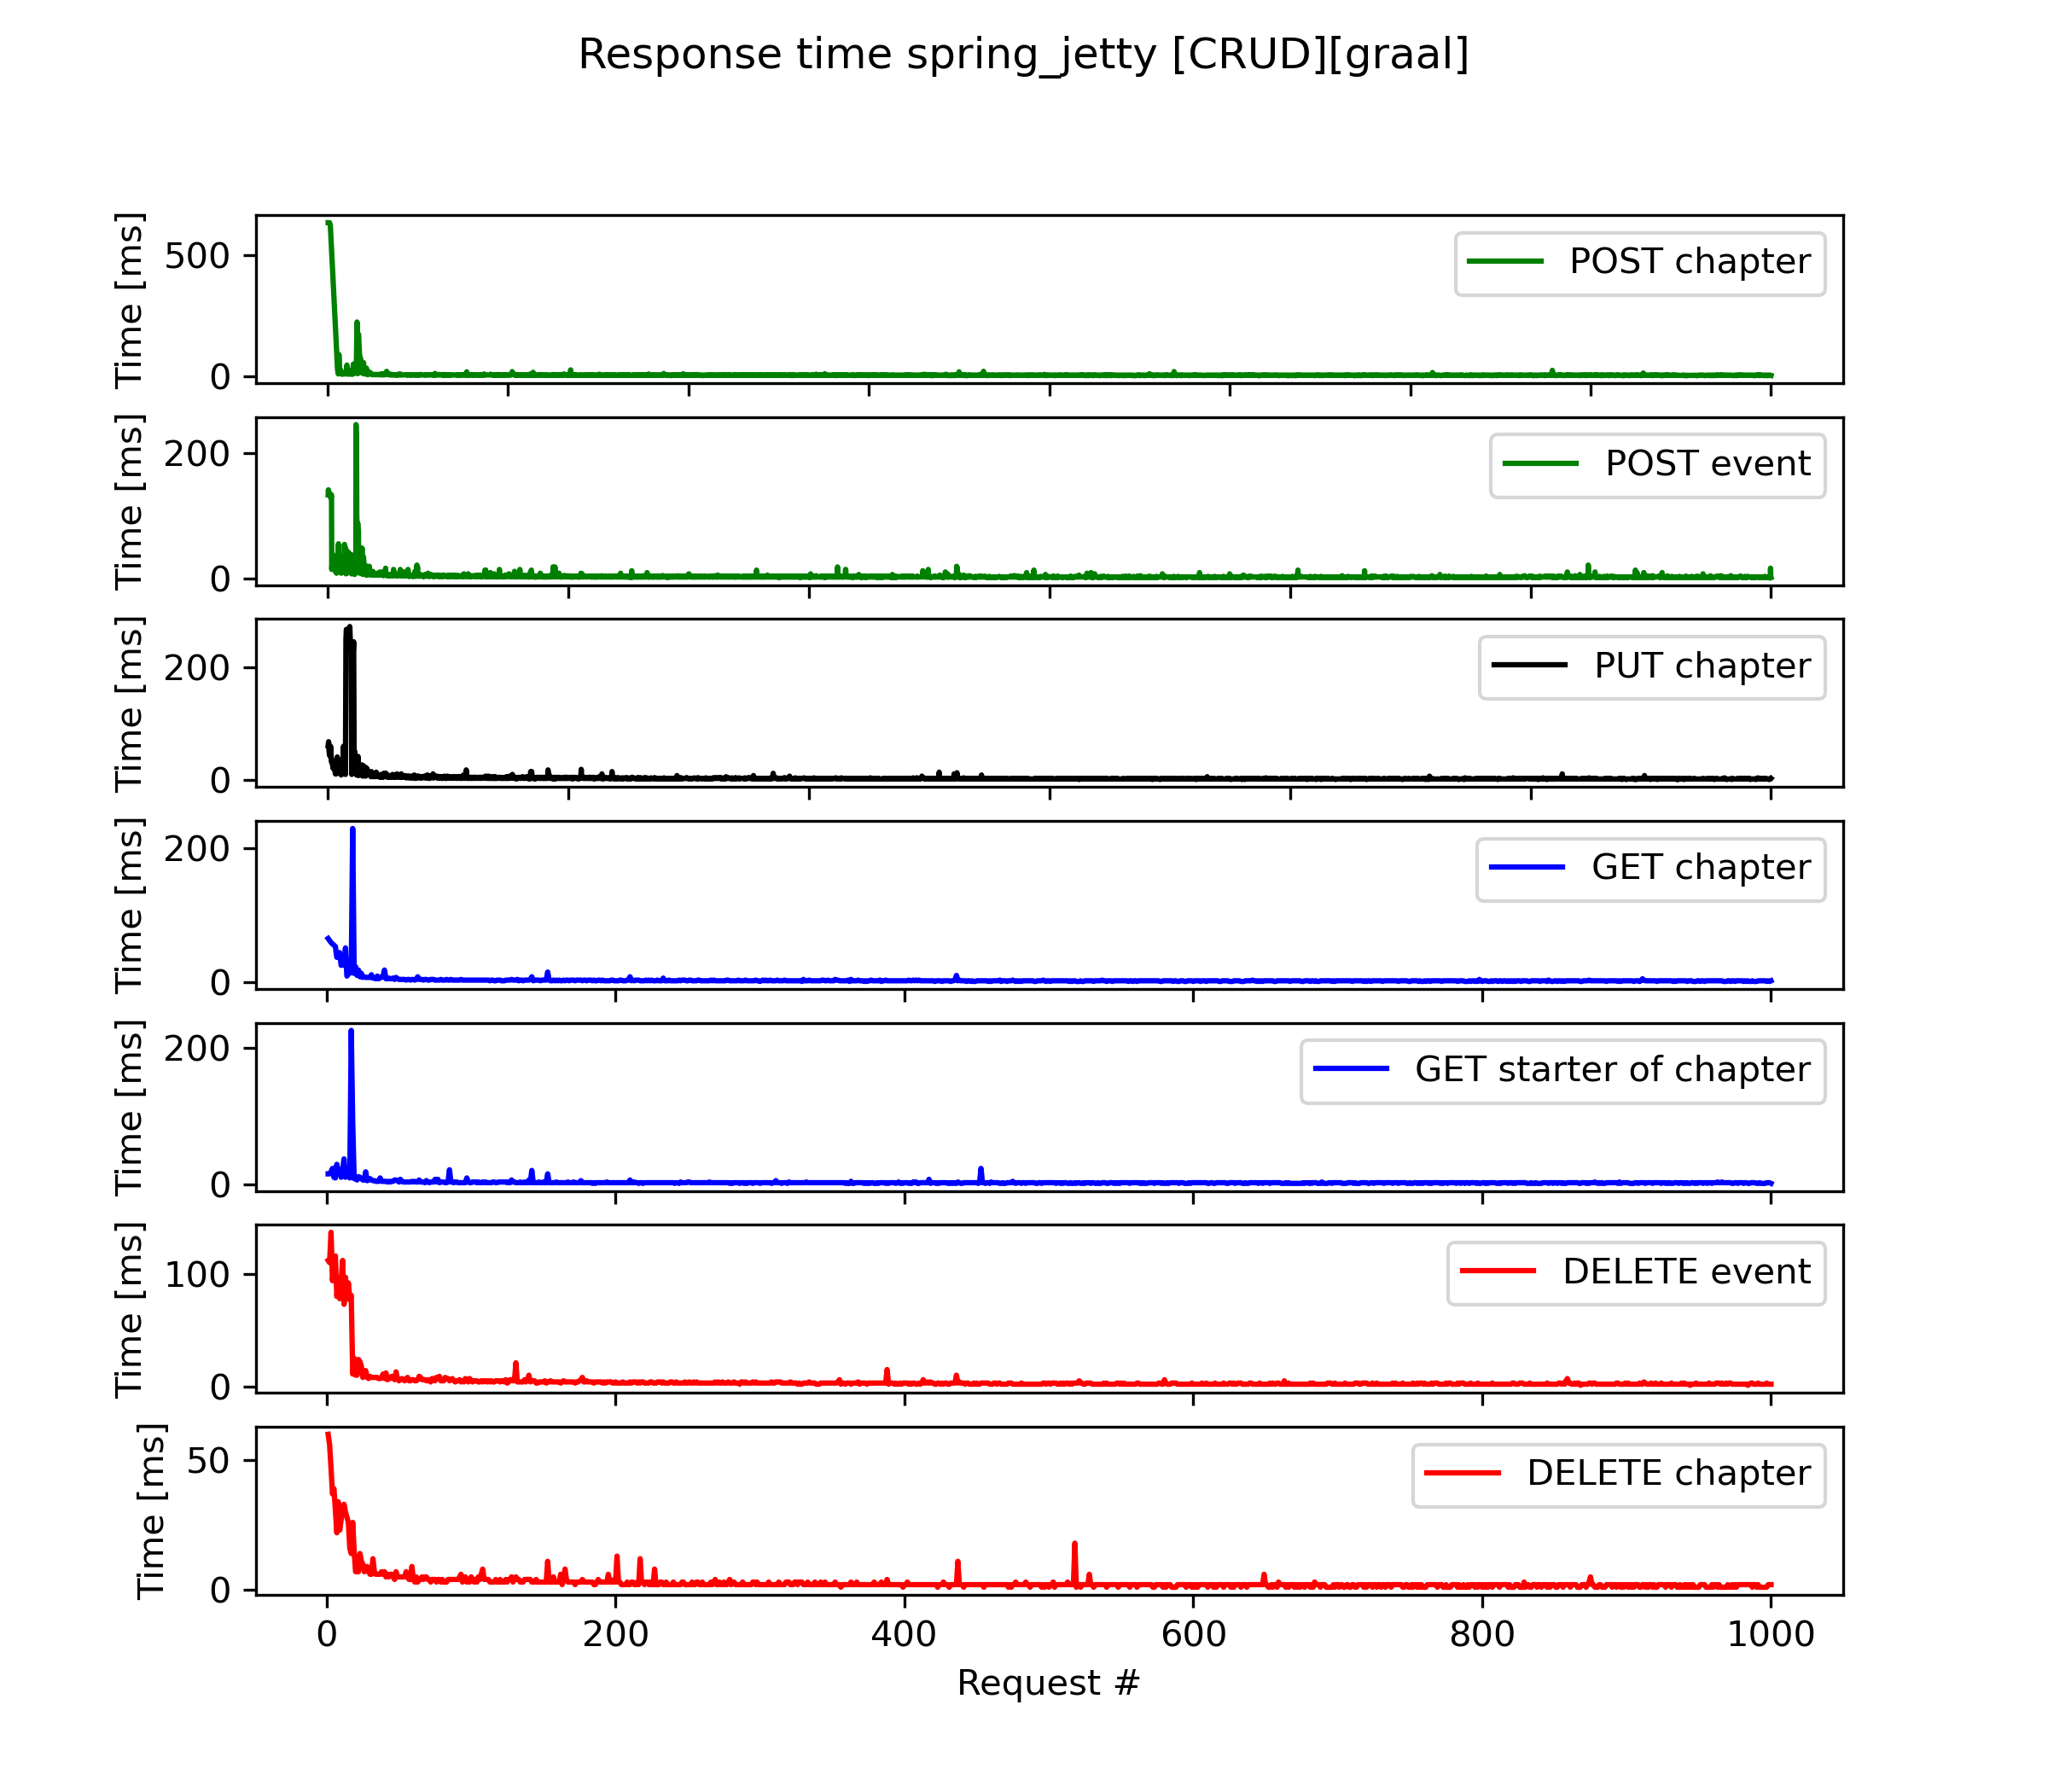 Response time spring_jetty [CRUD][graal]
Time [ms]
500
0
POST chapter
Time [ms]
200
0
POST event
Time [ms]
200
0
PUT chapter
Time [ms]
200
0
GET chapter
Time [ms]
200
0
GET starter of chapter
Time [ms]
100
0
DELETE event
Time [ms]
50
0
DELETE chapter
0 200 400 600 800 1000
Request #